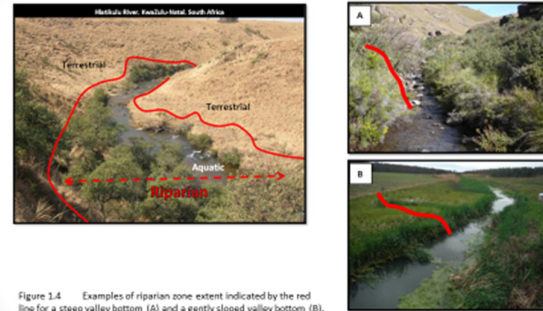 Hlatikulu River, KwaZulu-Natal, South Africa
Terrestrial
Terrestrial
Aquatic
Riparian
A
B
Figure 1.4 Examples of riparian zone extent indicated by the red
line for a steep valley bottom (A) and a gently sloped valley bottom (B).